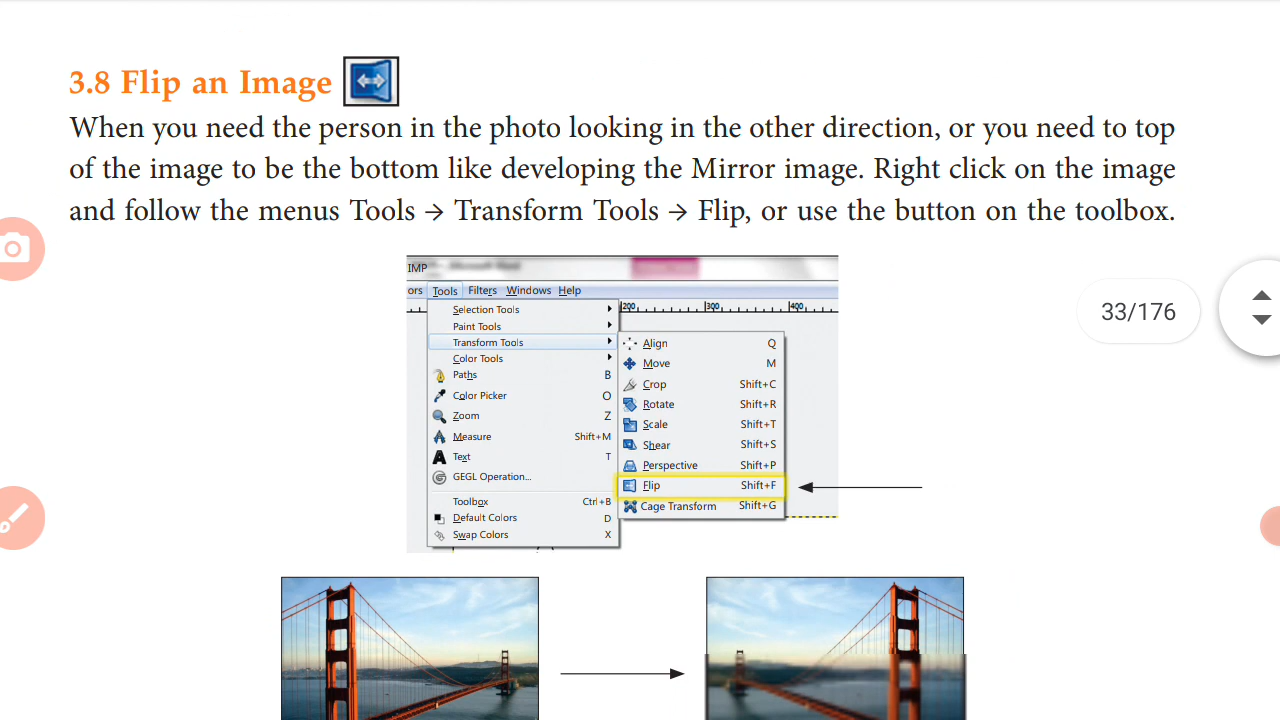 3.8 Flip an Image
When you need the person in the photo looking in the other direction, or you need to top
of the image to be the bottom like developing the Mirror image. Right click on the image
and follow the menus Tools → Transform Tools → Flip, or use the button on the toolbox.
IMP
ors Tools Filters Windows Help
200 300 400
Selection Tools
Paint Tools
Transform Tools
Color Tools
Paths B
Color Picker O
Zoom Z
Measure Shift+M
Text T
GEGL Operation...
Toolbox Ctrl+B
Default Colors D
Swap Colors X
Align Q
Move M
Crop Shift+C
Rotate Shift+R
Scale Shift+T
Shear Shift+S
Perspective Shift+P
Flip Shift+F
Cage Transform Shift+G
33/176